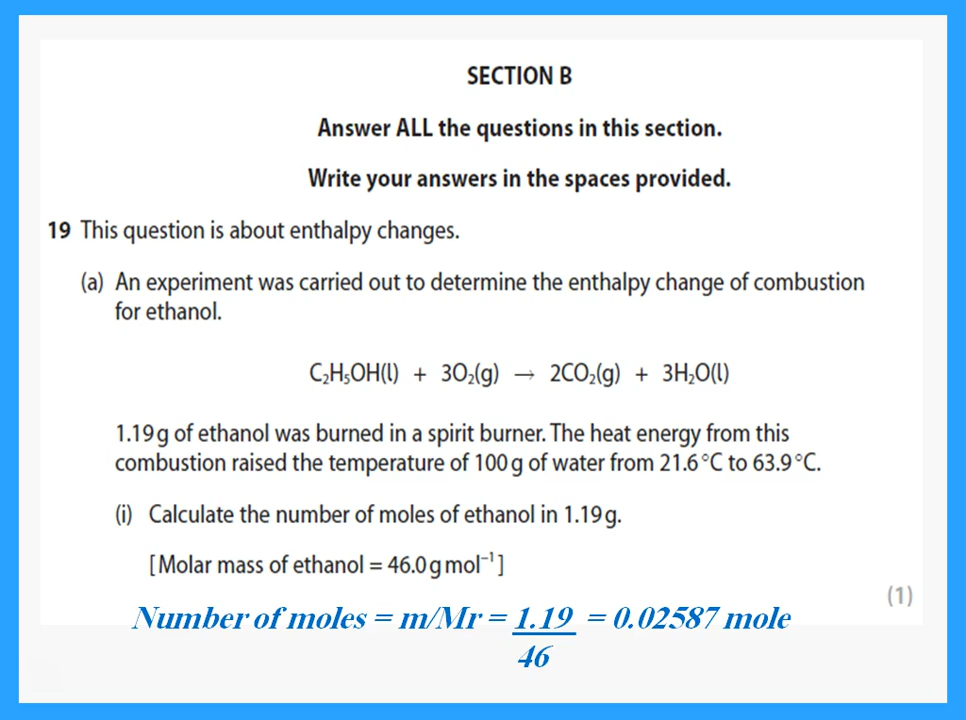 SECTION B
Answer ALL the questions in this section.
Write your answers in the spaces provided.
19 This question is about enthalpy changes.
(a) An experiment was carried out to determine the enthalpy change of combustion
for ethanol.
C₂H₅OH(l) + 3O₂(g) → 2CO₂(g) + 3H₂O(l)
1.19 g of ethanol was burned in a spirit burner. The heat energy from this
combustion raised the temperature of 100 g of water from 21.6 °C to 63.9 °C.
(i) Calculate the number of moles of ethanol in 1.19 g.
[Molar mass of ethanol = 46.0 g mol⁻¹]
(1)
Number of moles = m/Mr = 1.19 = 0.02587 mole
46